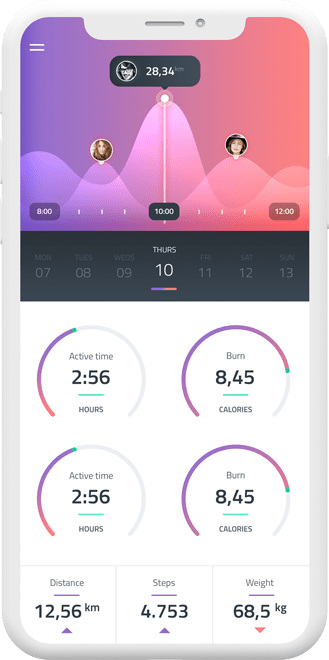 28,34 km
8:00 10:00 12:00
MON TUES WEDS THURS FRI SAT SUN
07 08 09 10 11 12 13
Active time Burn
2:56 8,45
HOURS CALORIES
Active time Burn
2:56 8,45
HOURS CALORIES
Distance Steps Weight
12,56 km 4.753 68,5 kg